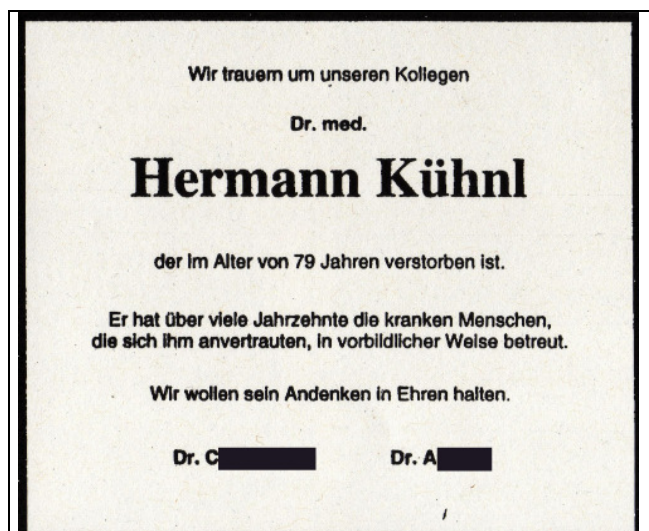 Wir trauern um unseren Kollegen
Dr. med.
Hermann Kühnl
der im Alter von 79 Jahren verstorben ist.
Er hat über viele Jahrzehnte die kranken Menschen,
die sich ihm anvertrauten, in vorbildlicher Weise betreut.
Wir wollen sein Andenken in Ehren halten.
Dr. C Dr. A